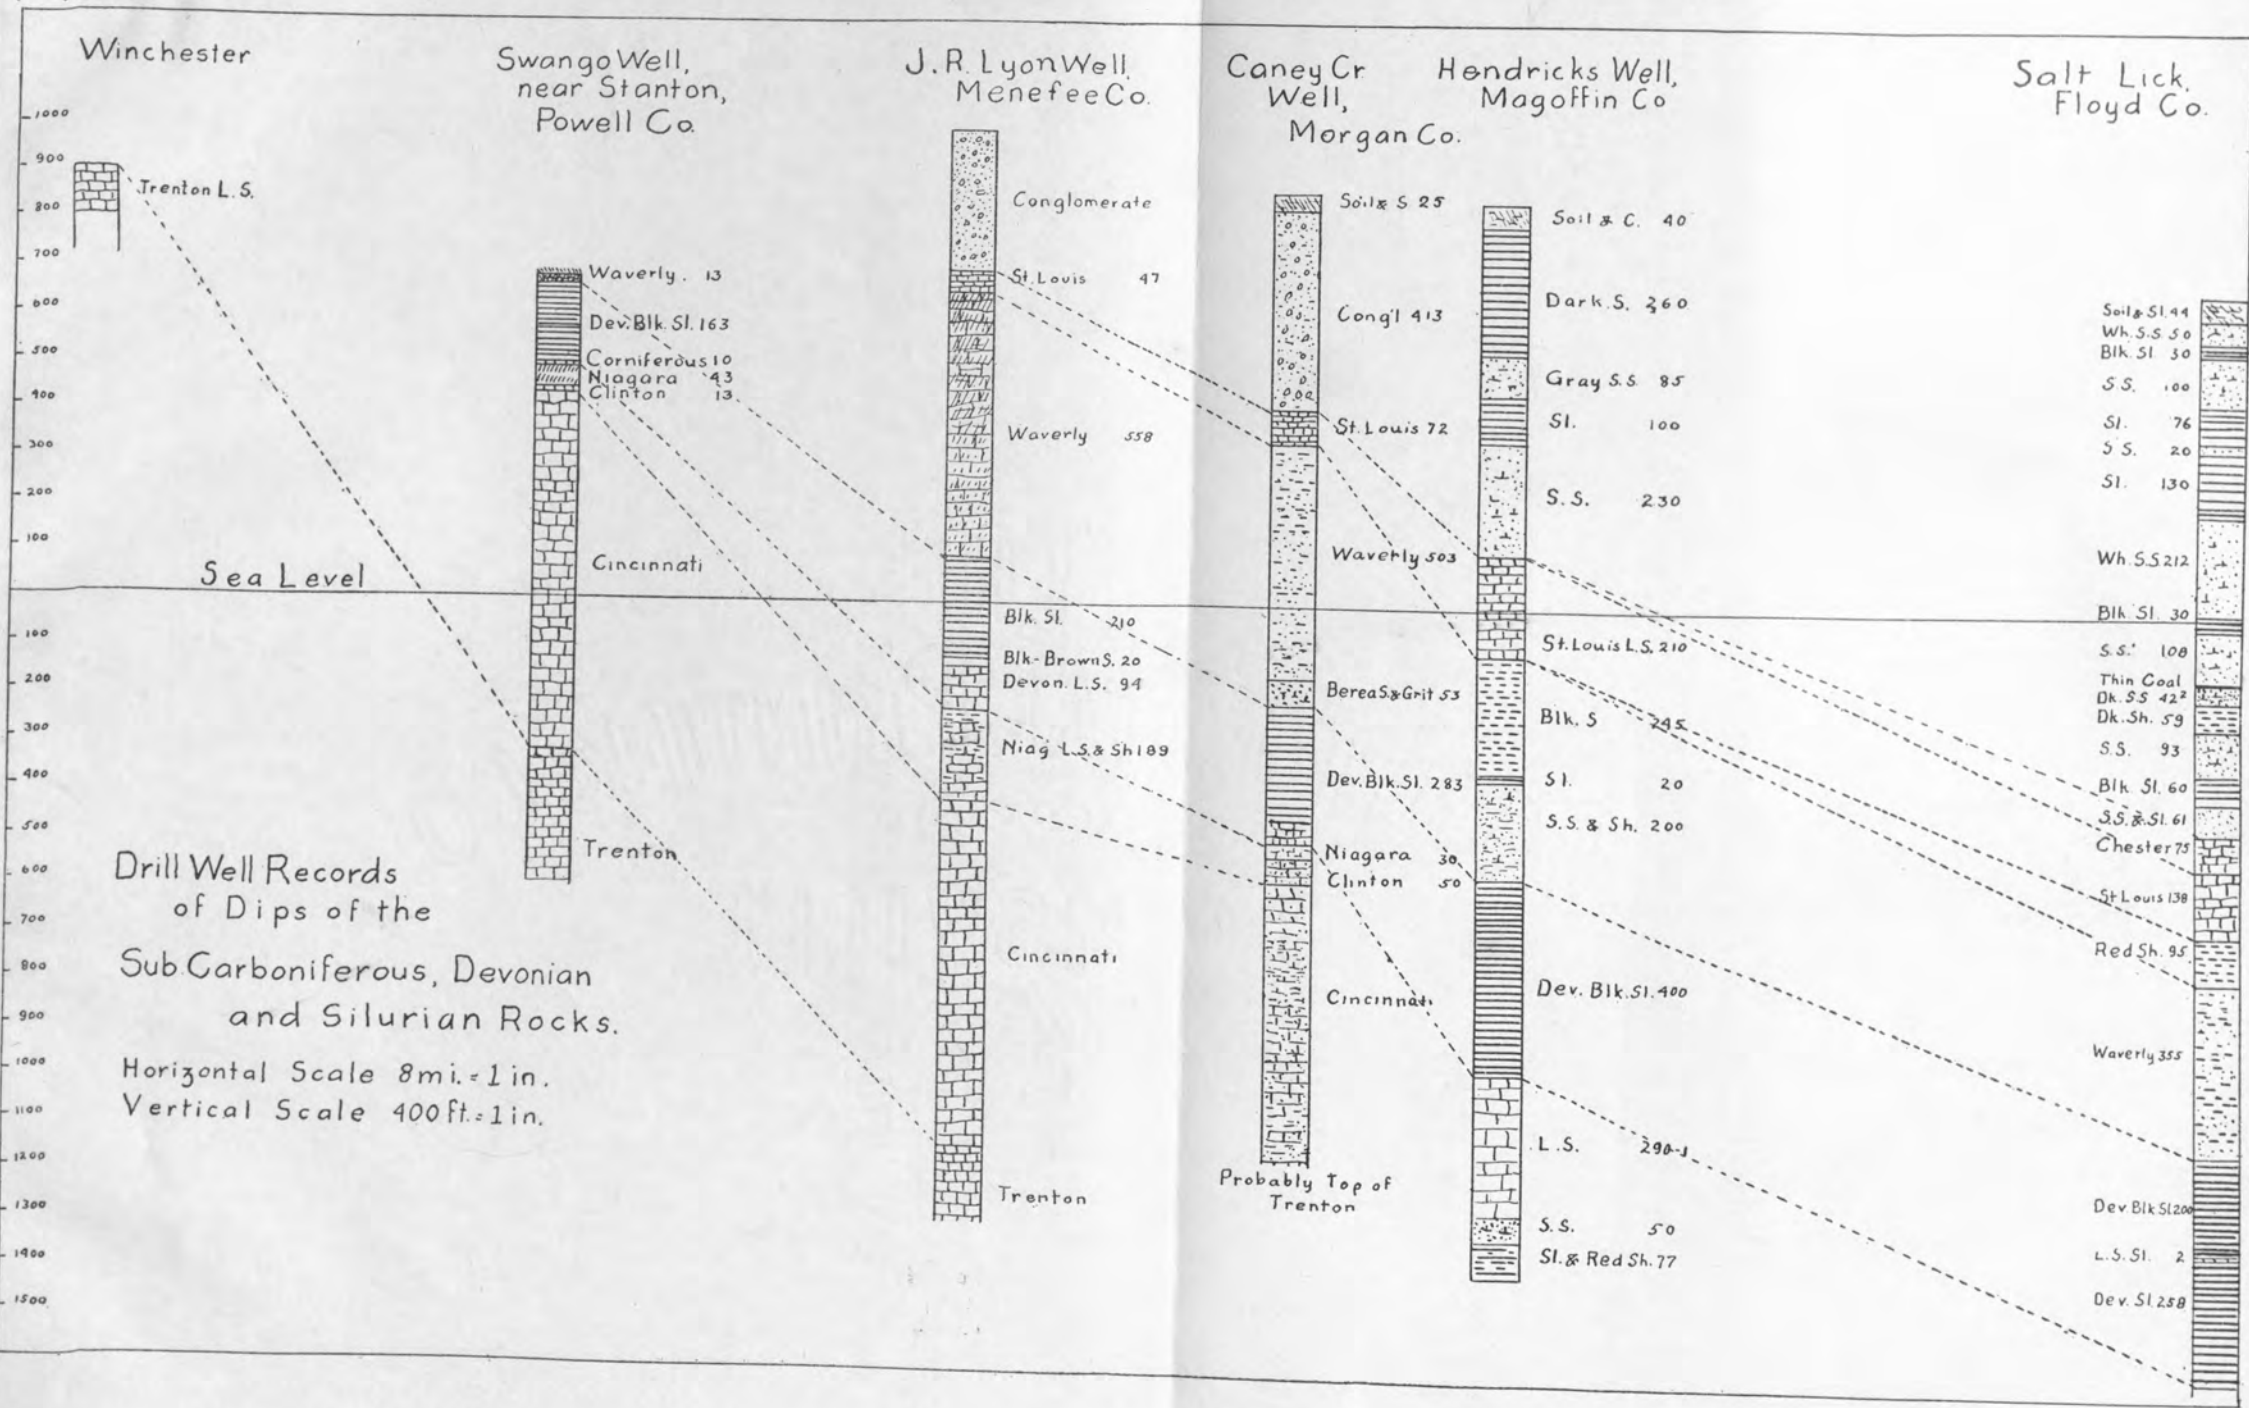 Winchester
1000
900
800
700
600
500
400
300
200
100
Sea Level
100
200
300
400
500
600
700
800
900
1000
1100
1200
1300
1400
1500
Trenton L.S.
Swango Well,
near Stanton,
Powell Co.
Waverly. 13
Dev. Blk. Sl. 163
Corniferous 10
Niagara 43
Clinton 13
Cincinnati
Trenton
J.R. Lyon Well,
Menefee Co.
Conglomerate
St. Louis 47
Waverly 558
Blk. Sl. 210
Blk-Brown S. 20
Devon. L.S. 94
Niag L.S. & Sh 189
Cincinnati
Trenton
Caney Cr
Well,
Morgan Co.
Soil & S 25
Cong'l 413
St. Louis 72
Waverly 503
Berea S. & Grit 53
Dev. Blk. Sl. 283
Niagara 30
Clinton 50
Cincinnati
Probably Top of
Trenton
Hendricks Well,
Magoffin Co
Soil & C. 40
Dark. S. 260
Gray S.S. 85
Sl. 100
S.S. 230
St. Louis L.S. 210
Blk. S 245
Sl. 20
S.S. & Sh. 200
Dev. Blk. Sl. 400
L.S. 290
S.S. 50
Sl. & Red Sh. 77
Salt Lick,
Floyd Co.
Soil & Sl. 44
Wh. S.S 50
Blk. Sl. 30
S.S. 100
Sl. 76
S S. 20
Sl. 130
Wh. S.S 212
Blk. Sl. 30
S.S. 108
Thin Coal
Dk. S.S 42²
Dk. Sh. 59
S.S. 93
Blk. Sl. 60
S.S. & Sl. 61
Chester 75
St Louis 138
Red Sh. 95
Waverly 355
Dev. Blk Sl 200
L.S. Sl. 2
Dev. Sl. 258
Drill Well Records
of Dips of the
Sub.Carboniferous, Devonian
and Silurian Rocks.
Horizontal Scale 8 mi. = 1 in.
Vertical Scale 400 ft. = 1 in.